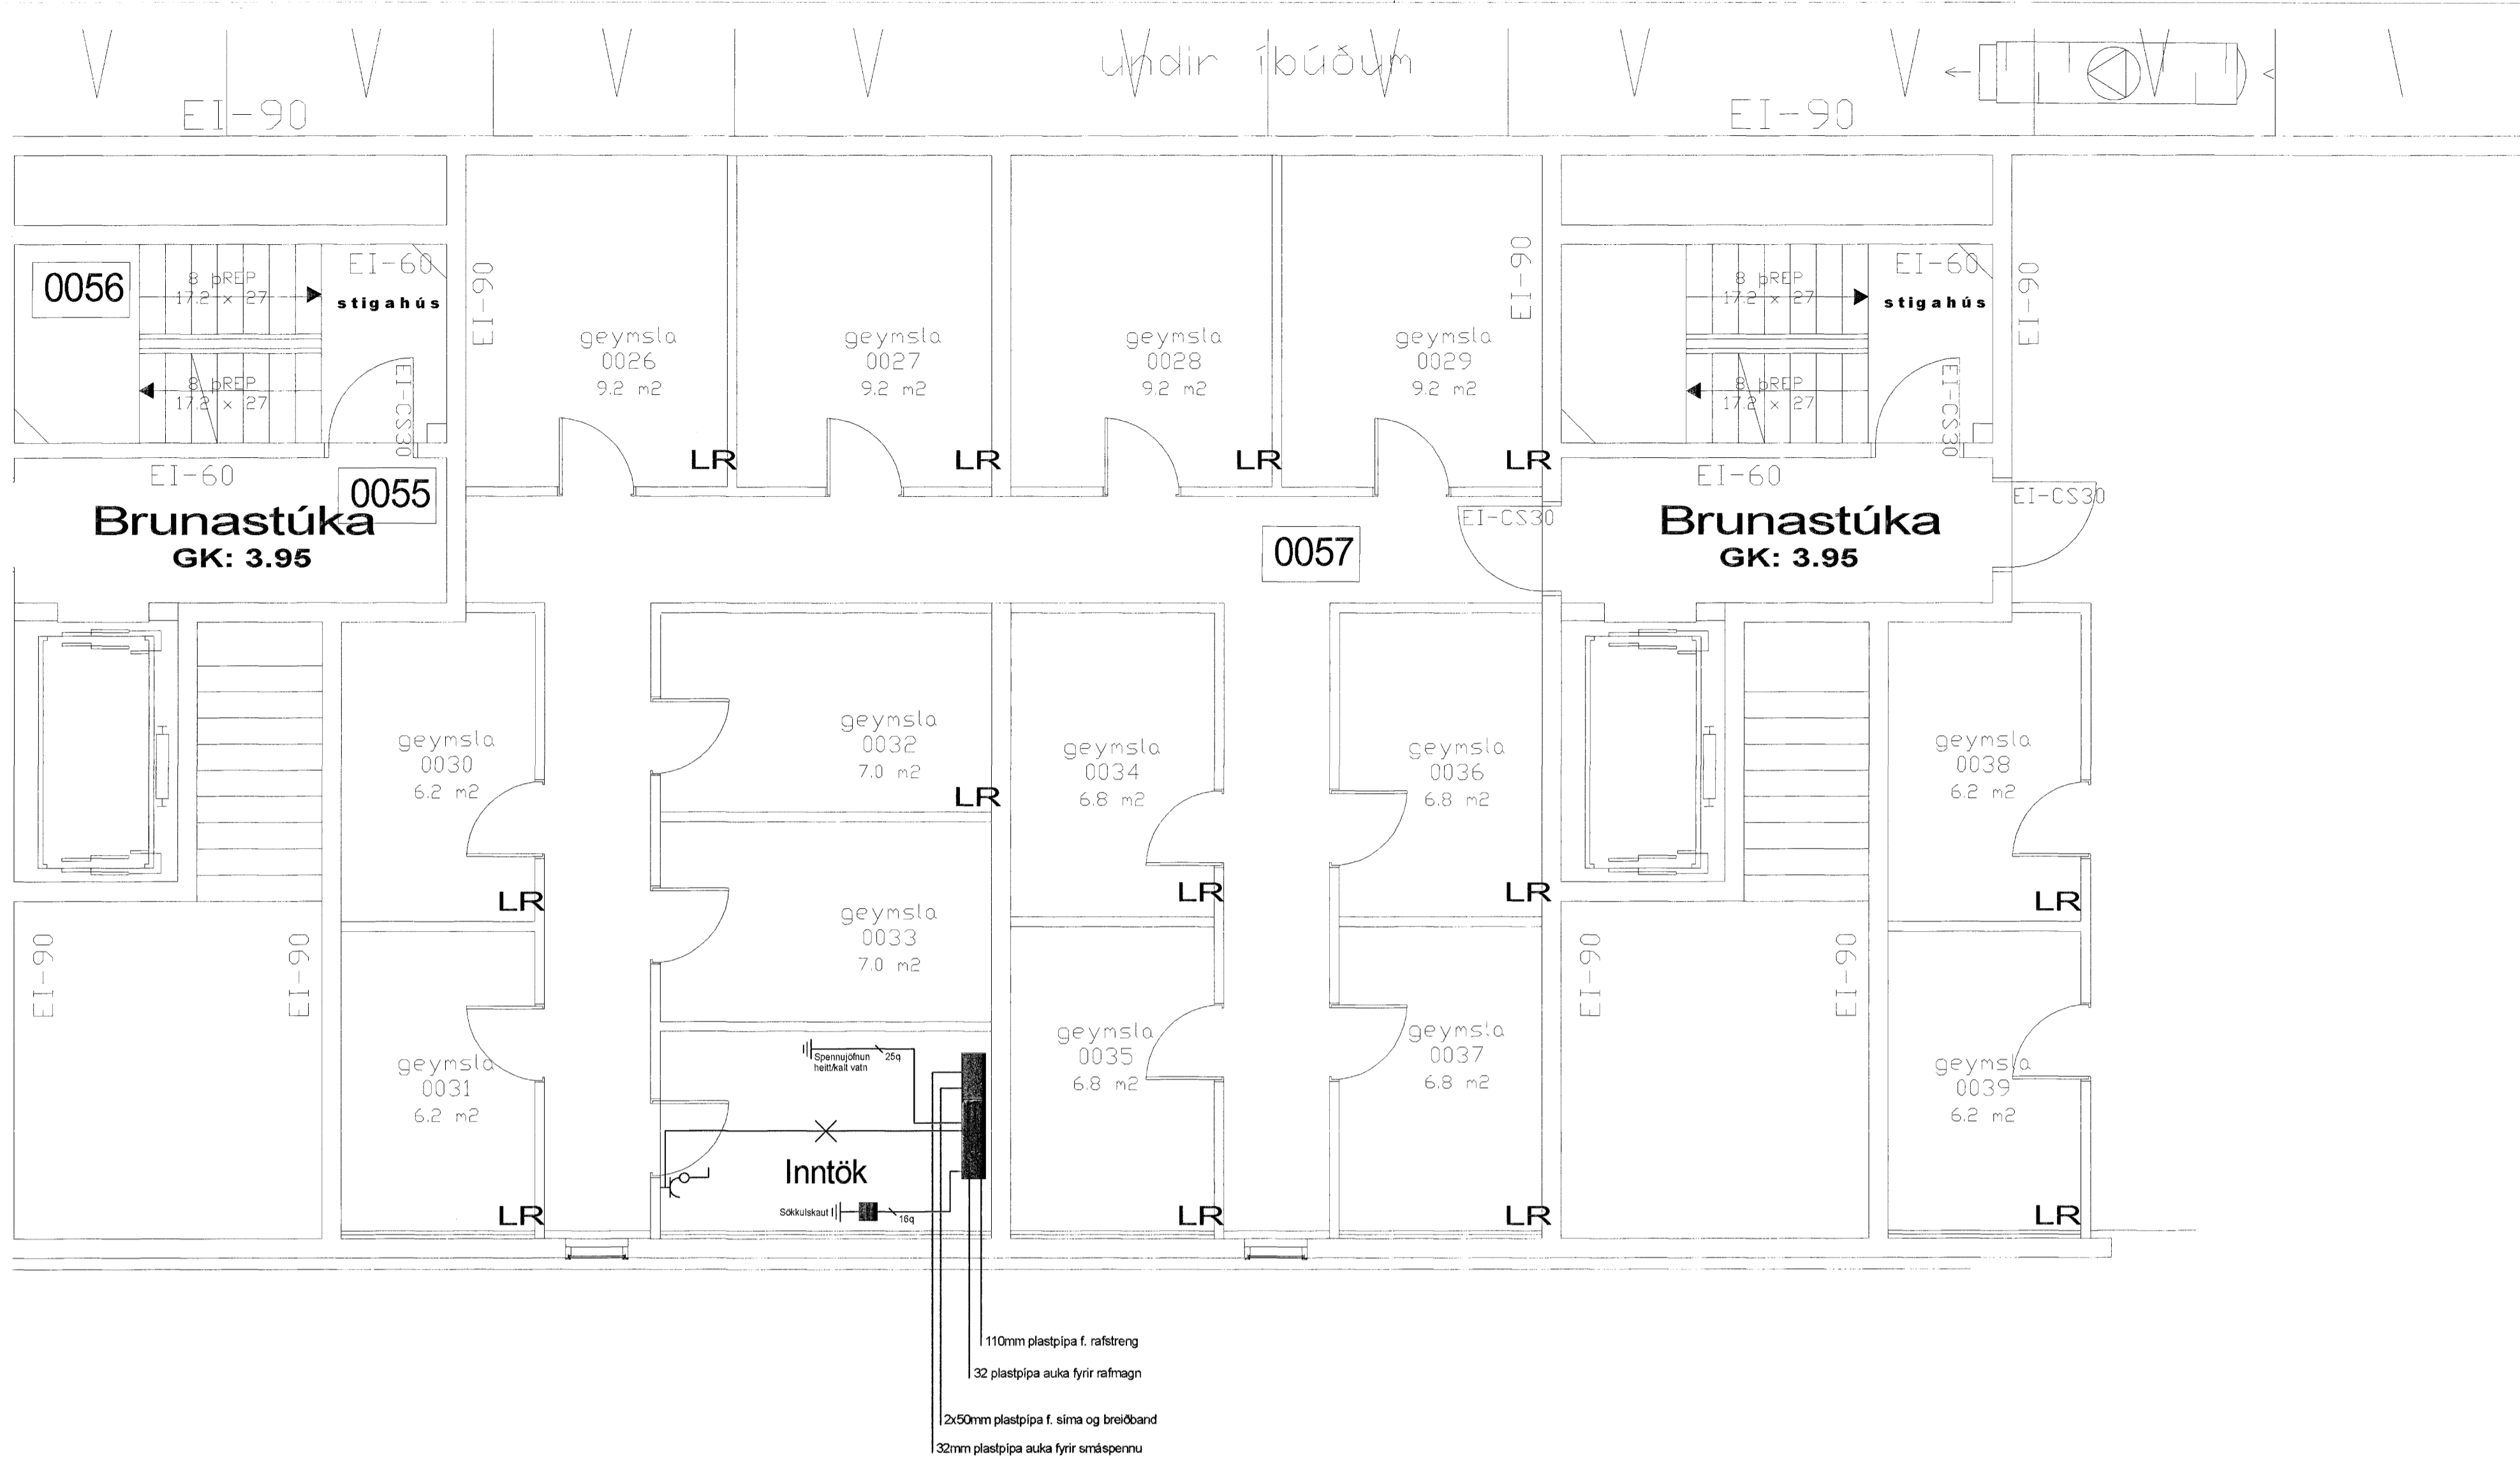 undir íbúðum
EI-90
EI-90
0056
8 þREP
17.2 x 27
EI-60
stigahús
8 þREP
17.2 x 27
EI-CS30
EI-60
0055
Brunastúka
GK: 3.95
EI-90
geymsla
0026
9.2 m2
LR
geymsla
0027
9.2 m2
LR
geymsla
0028
9.2 m2
LR
geymsla
0029
9.2 m2
LR
EI-90
8 þREP
17.2 x 27
EI-60
stigahús
EI-90
8 þREP
17.2 x 27
EI-CS30
EI-60
EI-CS30
EI-CS30
0057
Brunastúka
GK: 3.95
geymsla
0030
6.2 m2
LR
geymsla
0032
7.0 m2
LR
geymsla
0034
6.8 m2
LR
geymsla
0036
6.8 m2
LR
geymsla
0038
6.2 m2
LR
EI-90
EI-90
geymsla
0033
7.0 m2
EI-90
EI-90
geymsla
0031
6.2 m2
LR
Spennujöfnun
heitt/kalt vatn
25q
Inntök
Sökkulskaut
16q
geymsla
0035
6.8 m2
LR
geymsla
0037
6.8 m2
LR
geymsla
0039
6.2 m2
LR
110mm plastpípa f. rafstreng
32 plastpípa auka fyrir rafmagn
2x50mm plastpípa f. síma og breiðband
32mm plastpípa auka fyrir smáspennu